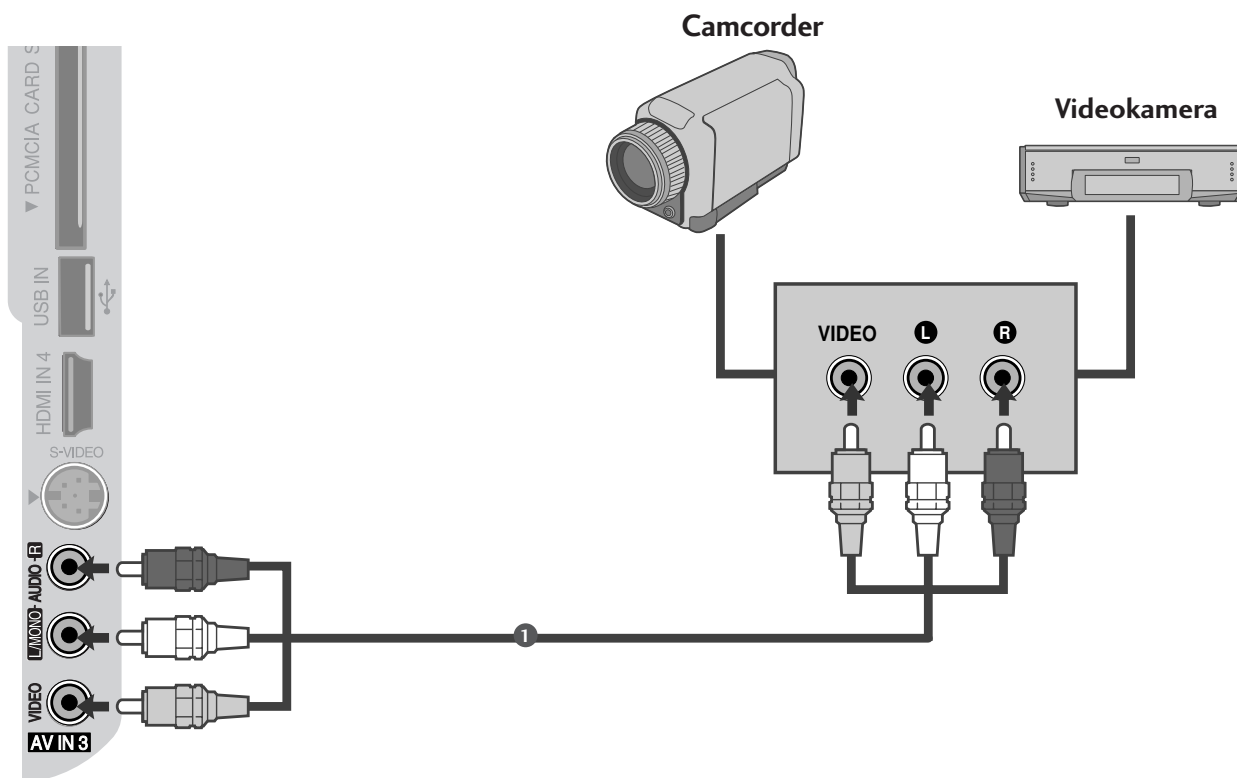 Camcorder
Videokamera
▼ PCMCIA CARD S
USB IN
HDMI IN 4
S-VIDEO
L/MONO - AUDIO - R
VIDEO
AV IN 3
VIDEO L R
1